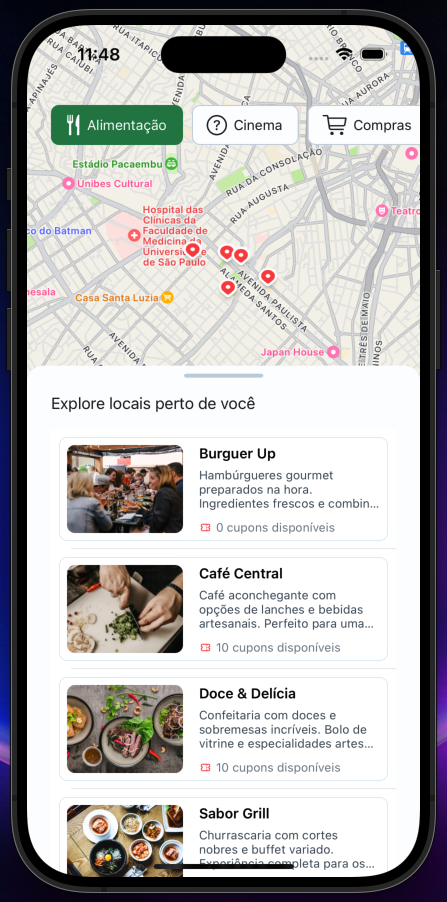 11:48
Alimentação
Cinema
Compras
RUA AURORA
Estádio Pacaembu
Unibes Cultural
RUA DA CONSOLAÇÃO
RUA AUGUSTA
Teatro
Hospital das
Clínicas da
Faculdade de
Medicina da
Universidade
de São Paulo
co do Batman
AVENIDA PAULISTA
ALAMEDA SANTOS
nesala
Casa Santa Luzia
Japan House
Explore locais perto de você
Burguer Up
Hambúrgueres gourmet
preparados na hora.
Ingredientes frescos e combin...
0 cupons disponíveis
Café Central
Café aconchegante com
opções de lanches e bebidas
artesanais. Perfeito para uma...
10 cupons disponíveis
Doce & Delícia
Confeitaria com doces e
sobremesas incríveis. Bolo de
vitrine e especialidades artes...
10 cupons disponíveis
Sabor Grill
Churrascaria com cortes
nobres e buffet variado.
Experiência completa para os...